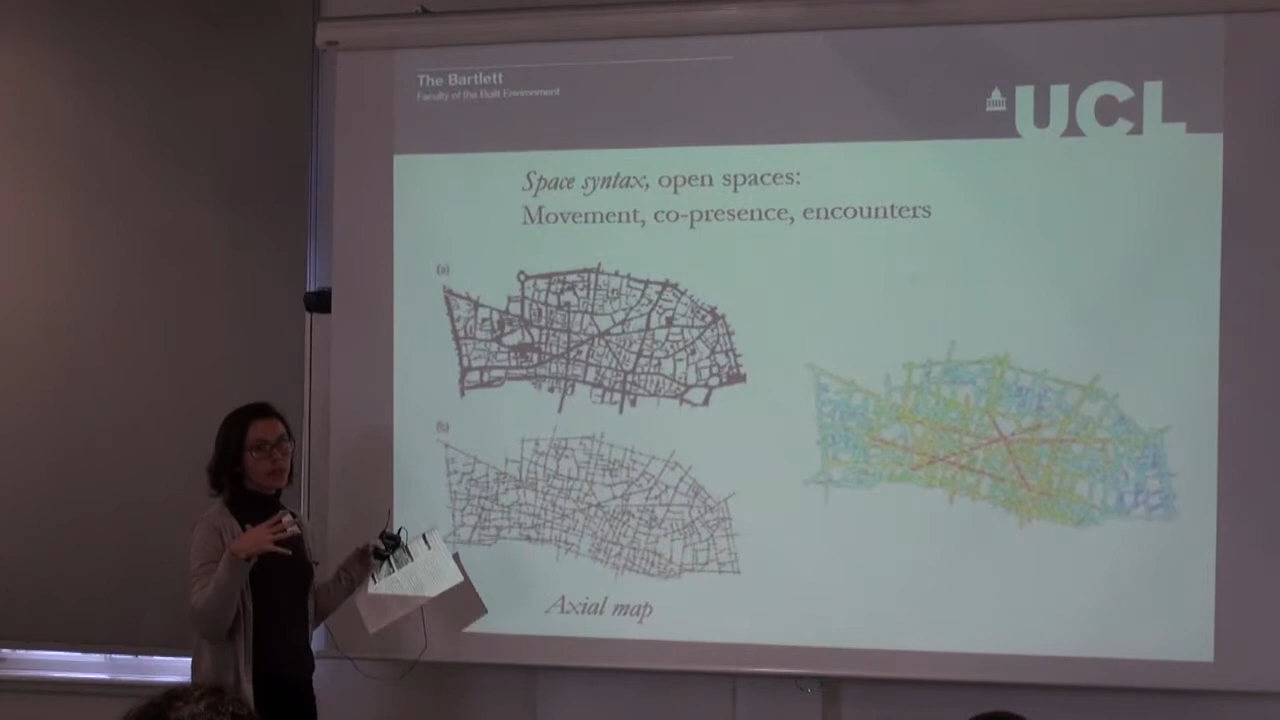 The Bartlett
Faculty of the Built Environment
UCL
Space syntax, open spaces:
Movement, co-presence, encounters
(a)
(b)
Axial map